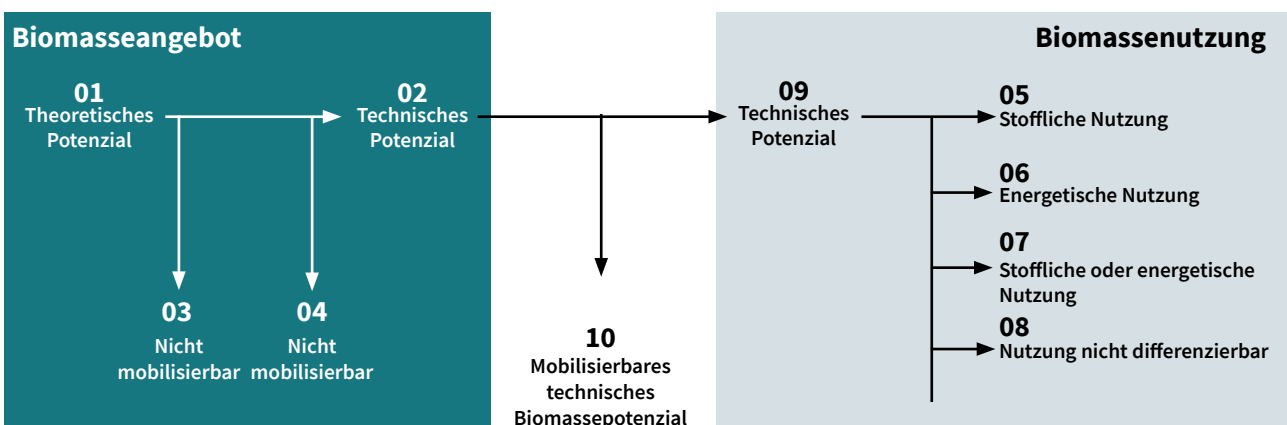 Biomasseangebot
Biomassenutzung
01
Theoretisches
Potenzial
02
Technisches
Potenzial
03
Nicht
mobilisierbar
04
Nicht
mobilisierbar
10
Mobilisierbares
technisches
Biomassepotenzial
09
Technisches
Potenzial
05
Stoffliche Nutzung
06
Energetische Nutzung
07
Stoffliche oder energetische
Nutzung
08
Nutzung nicht differenzierbar